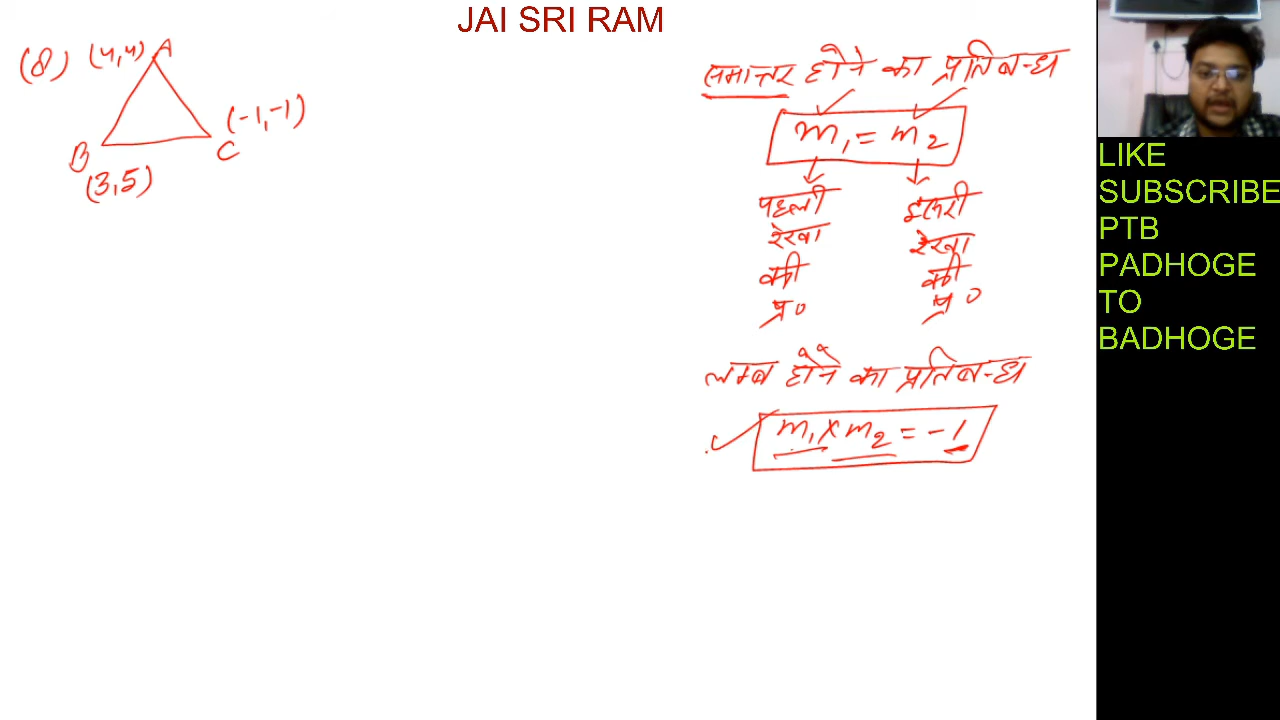 JAI SRI RAM
(8) (4,4) A
(-1,-1)
B C
(3,5)
समान्तर होने का प्रतिबन्ध
m₁ = m₂
पहली दूसरी
रेखा रेखा
की की
प्र० प्र०
लम्ब होने का प्रतिबन्ध
m₁ x m₂ = -1
LIKE
SUBSCRIBE
PTB
PADHOGE
TO
BADHOGE